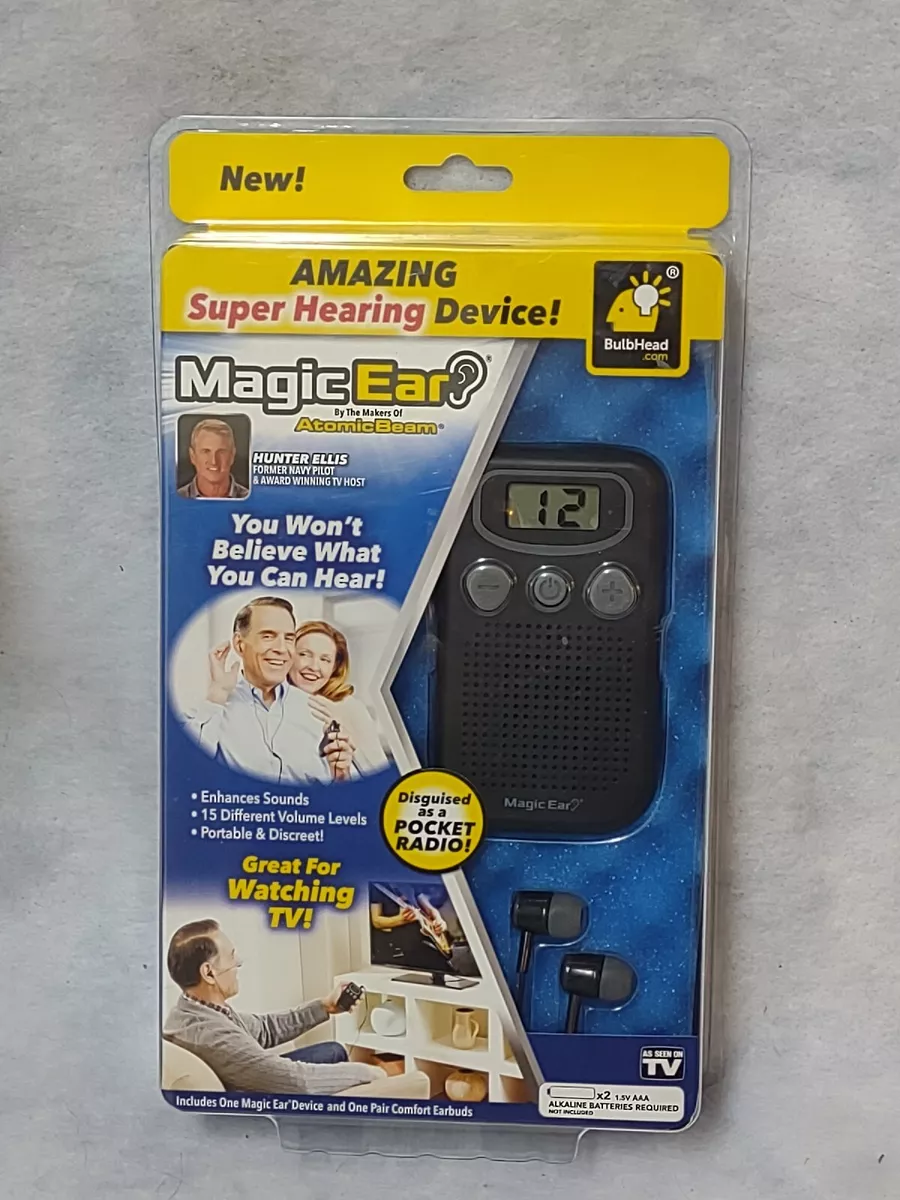 New!
AMAZING
Super Hearing Device!
®
BulbHead
.com
Magic Ear®
By The Makers Of
AtomicBeam®
HUNTER ELLIS
FORMER NAVY PILOT
& AWARD WINNING TV HOST
You Won't
Believe What
You Can Hear!
12
• Enhances Sounds
• 15 Different Volume Levels
• Portable & Discreet!
Disguised
as a
POCKET
RADIO!
Magic Ear
Great For
Watching
TV!
AS SEEN ON
TV
x2 1.5V AAA
ALKALINE BATTERIES REQUIRED
NOT INCLUDED
Includes One Magic Ear® Device and One Pair Comfort Earbuds